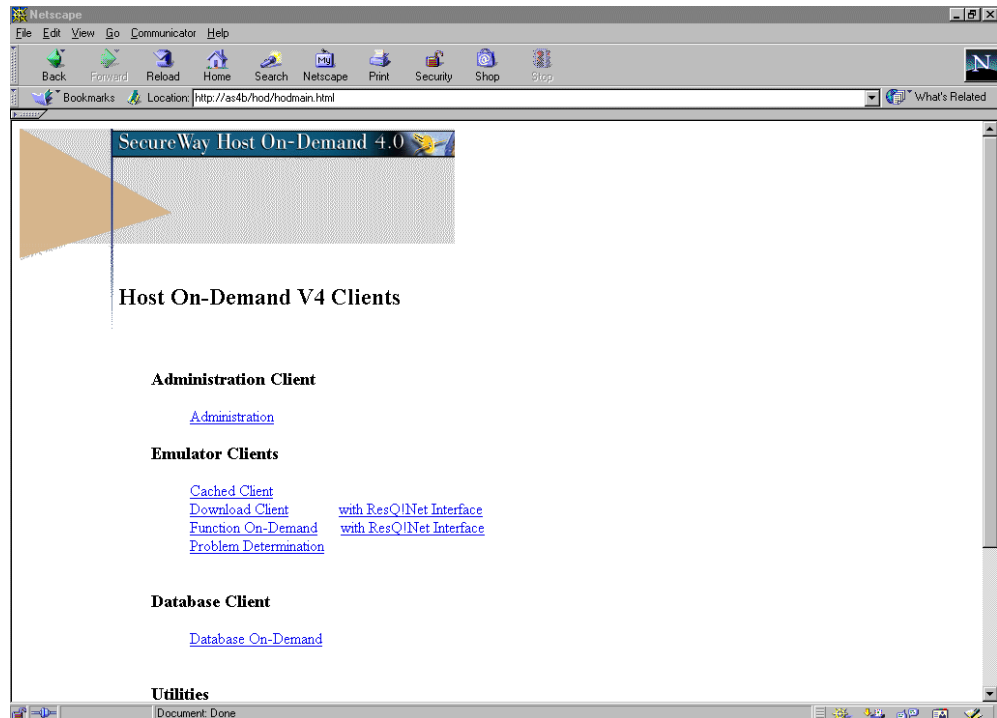 Netscape
File Edit View Go Communicator Help
My
Back Forward Reload Home Search Netscape Print Security Shop Stop
N
Bookmarks Location: http://as4b/hod/hodmain.html What's Related
SecureWay Host On-Demand 4.0
Host On-Demand V4 Clients
Administration Client
Administration
Emulator Clients
Cached Client
Download Client with ResQ!Net Interface
Function On-Demand with ResQ!Net Interface
Problem Determination
Database Client
Database On-Demand
Utilities
Document: Done